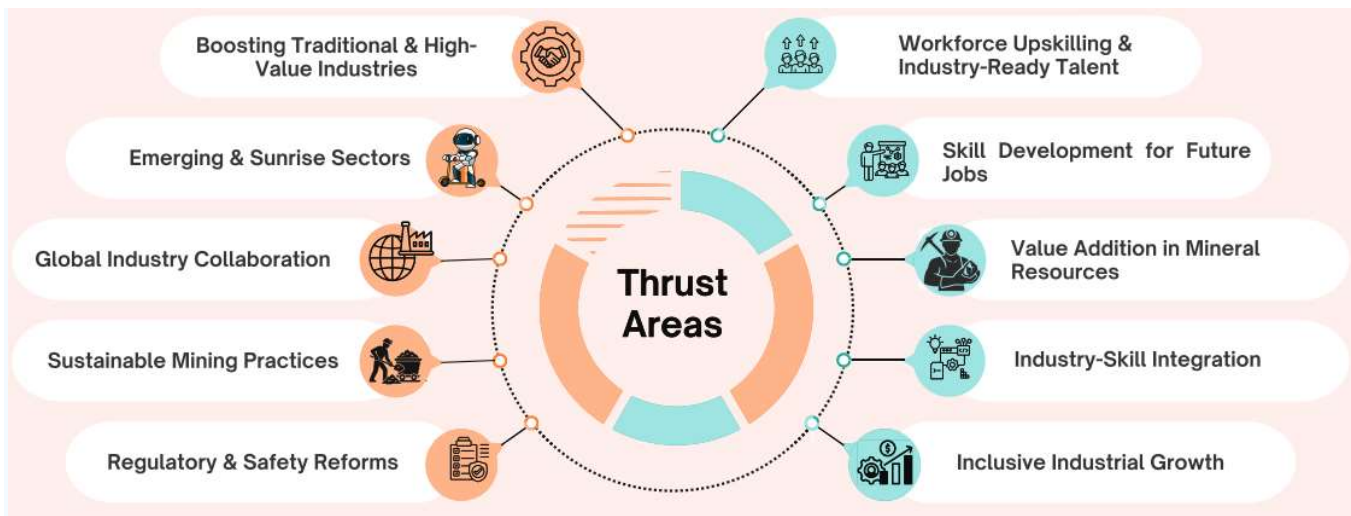 Boosting Traditional & High-
Value Industries
Emerging & Sunrise Sectors
Global Industry Collaboration
Sustainable Mining Practices
Regulatory & Safety Reforms
Thrust
Areas
Workforce Upskilling &
Industry-Ready Talent
Skill Development for Future
Jobs
Value Addition in Mineral
Resources
Industry-Skill Integration
Inclusive Industrial Growth